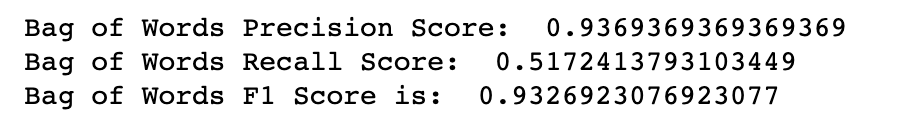 Bag of Words Precision Score:  0.9369369369369369
Bag of Words Recall Score:  0.5172413793103449
Bag of Words F1 Score is:  0.9326923076923077